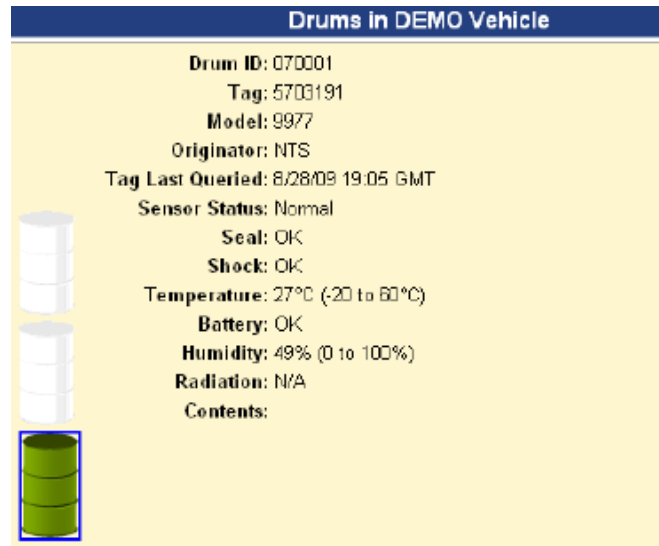 Drums in DEMO Vehicle
Drum ID: 070001
Tag: 5703191
Model: 9977
Originator: NTS
Tag Last Queried: 8/28/09 19:05 GMT
Sensor Status: Normal
Seal: OK
Shock: OK
Temperature: 27°C (-20 to 60°C)
Battery: OK
Humidity: 49% (0 to 100%)
Radiation: N/A
Contents: